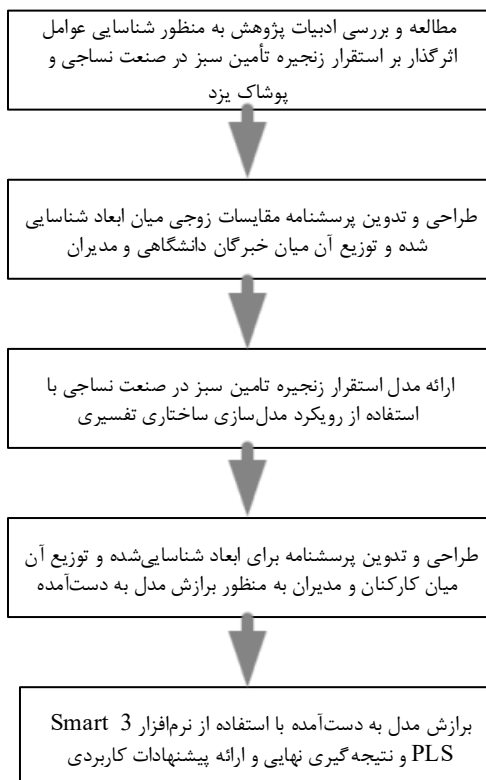 مطالعه و بررسی ادبیات پژوهش به منظور شناسایی عوامل
اثرگذار بر استقرار زنجیره تأمین سبز در صنعت نساجی و
پوشاک یزد
طراحی و تدوین پرسشنامه مقایسات زوجی میان ابعاد شناسایی
شده و توزیع آن میان خبرگان دانشگاهی و مدیران
ارائه مدل استقرار زنجیره تامین سبز در صنعت نساجی با
استفاده از رویکرد مدل‌سازی ساختاری تفسیری
طراحی و تدوین پرسشنامه برای ابعاد شناسایی‌شده و توزیع آن
میان کارکنان و مدیران به منظور برازش مدل به دست‌آمده
برازش مدل به دست‌آمده با استفاده از نرم‌افزار Smart 3
PLS و نتیجه گیری نهایی و ارائه پیشنهادات کاربردی